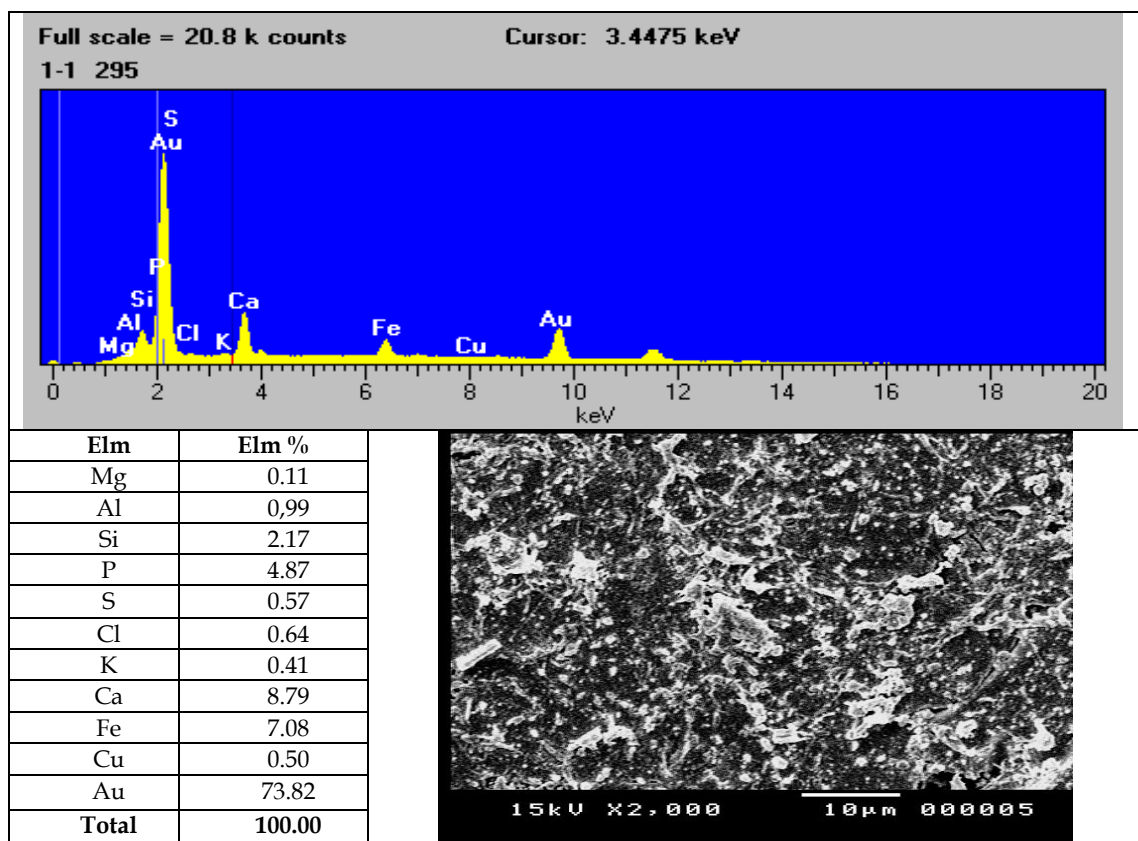 Full scale = 20.8 k counts Cursor: 3.4475 keV
1-1 295
S
Au
P
Si
Al
Mg
Cl
K
Ca
Fe
Cu
Au
0 2 4 6 8 10 12 14 16 18 20
keV
Elm Elm %
Mg 0.11
Al 0,99
Si 2.17
P 4.87
S 0.57
Cl 0.64
K 0.41
Ca 8.79
Fe 7.08
Cu 0.50
Au 73.82
Total 100.00
15kV X2,000 10µm 000005